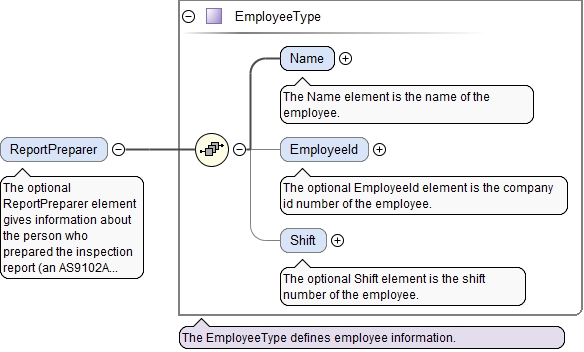 EmployeeType
Name
The Name element is the name of the
employee.
ReportPreparer
The optional
ReportPreparer element
gives information about
the person who
prepared the inspection
report (an AS9102A...
EmployeeId
The optional EmployeeId element is the company
id number of the employee.
Shift
The optional Shift element is the shift
number of the employee.
The EmployeeType defines employee information.